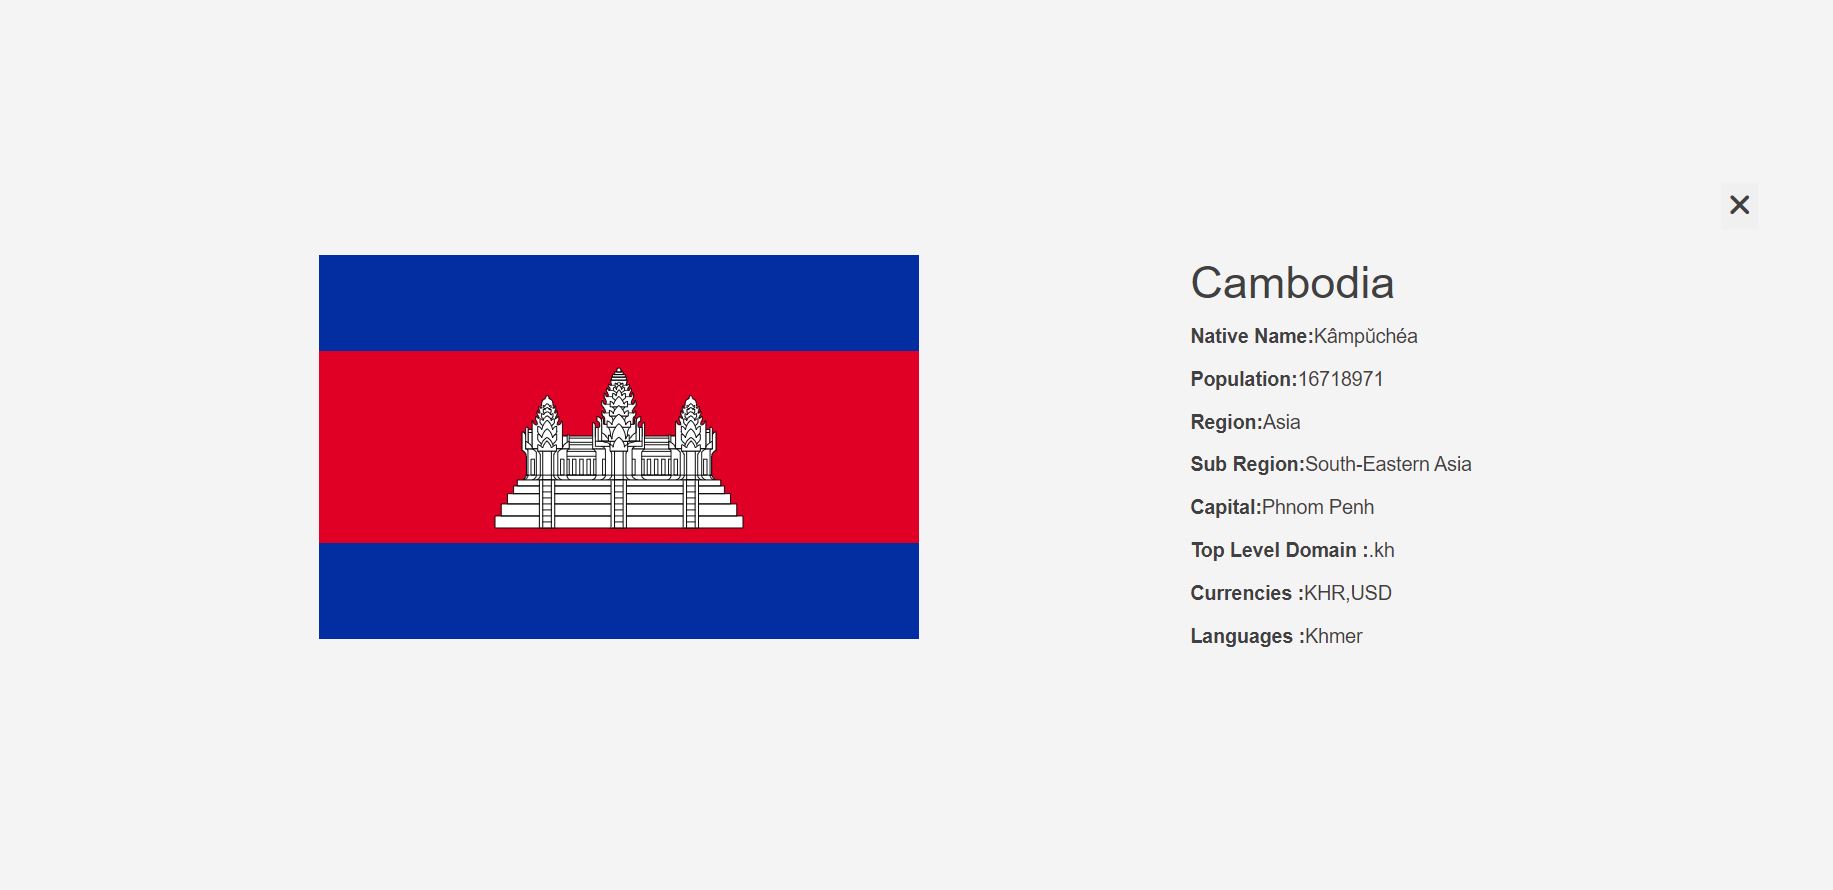 Cambodia
Native Name:Kâmpŭchéa
Population:16718971
Region:Asia
Sub Region:South-Eastern Asia
Capital:Phnom Penh
Top Level Domain :.kh
Currencies :KHR,USD
Languages :Khmer